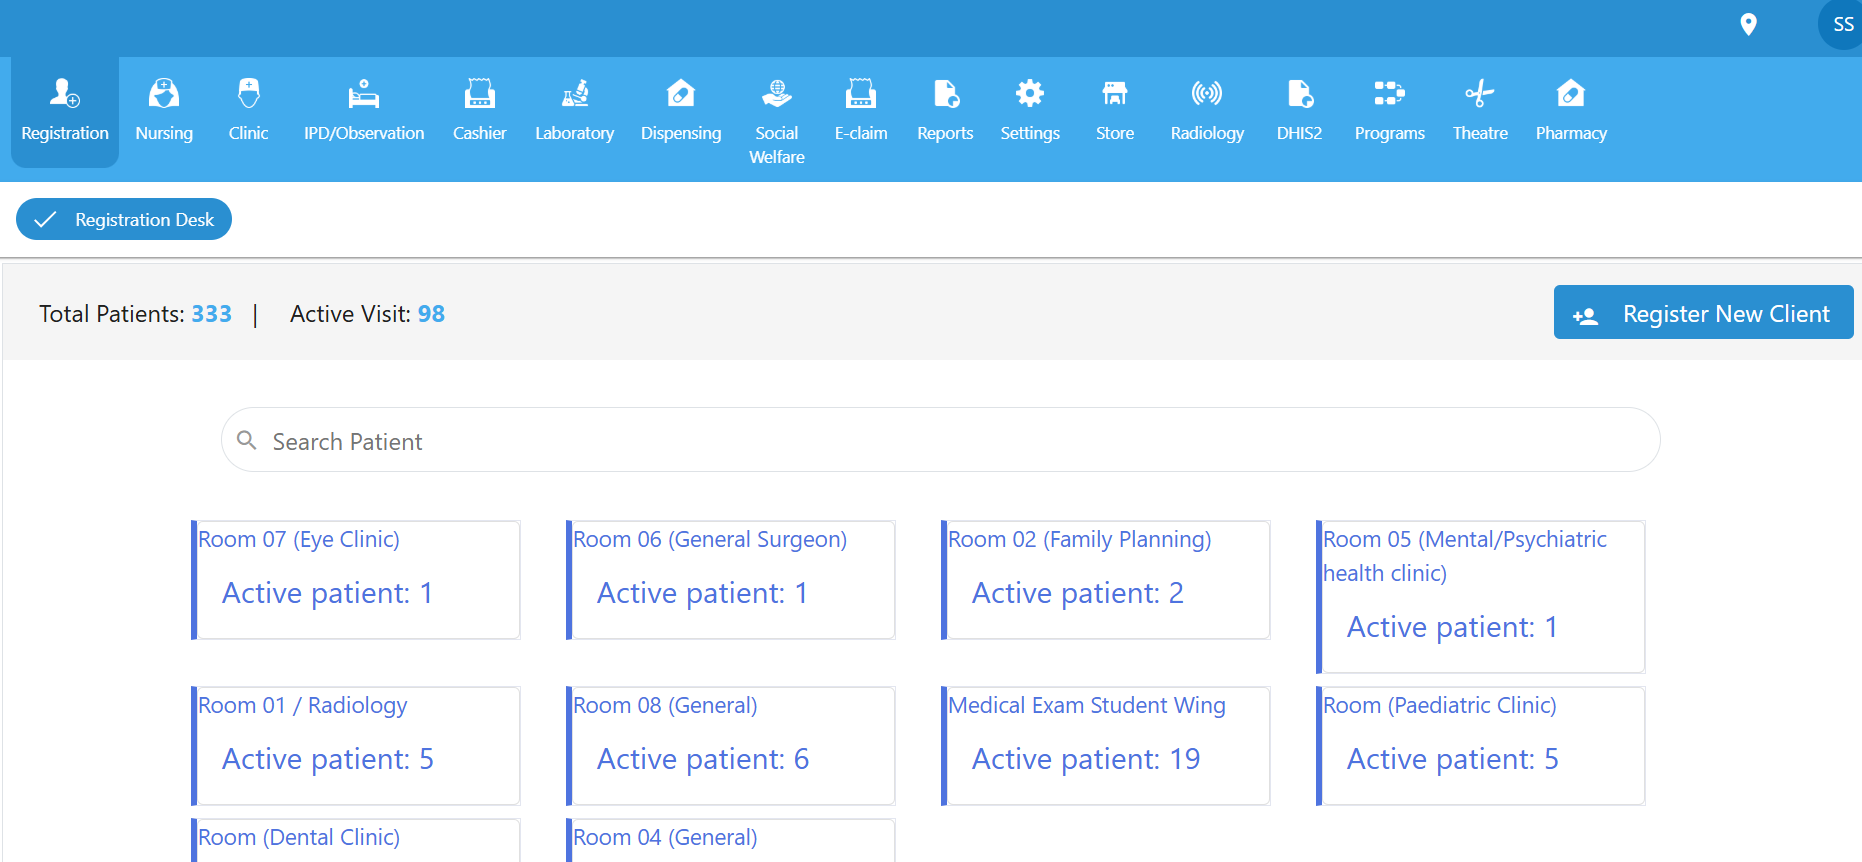 SS
Registration
Nursing
Clinic
IPD/Observation
Cashier
Laboratory
Dispensing
Social
Welfare
E-claim
Reports
Settings
Store
Radiology
DHIS2
Programs
Theatre
Pharmacy
Registration Desk
Total Patients: 333 | Active Visit: 98
Register New Client
Search Patient
Room 07 (Eye Clinic)
Active patient: 1
Room 06 (General Surgeon)
Active patient: 1
Room 02 (Family Planning)
Active patient: 2
Room 05 (Mental/Psychiatric
health clinic)
Active patient: 1
Room 01 / Radiology
Active patient: 5
Room 08 (General)
Active patient: 6
Medical Exam Student Wing
Active patient: 19
Room (Paediatric Clinic)
Active patient: 5
Room (Dental Clinic)
Room 04 (General)